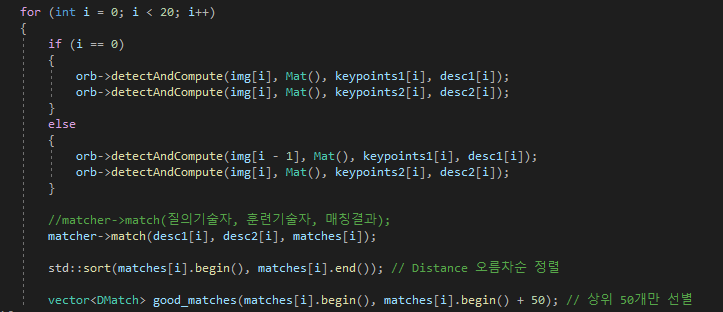 for (int i = 0; i < 20; i++)
{
if (i == 0)
{
orb->detectAndCompute(img[i], Mat(), keypoints1[i], desc1[i]);
orb->detectAndCompute(img[i], Mat(), keypoints2[i], desc2[i]);
}
else
{
orb->detectAndCompute(img[i - 1], Mat(), keypoints1[i], desc1[i]);
orb->detectAndCompute(img[i], Mat(), keypoints2[i], desc2[i]);
}
//matcher->match(질의기술자, 훈련기술자, 매칭결과);
matcher->match(desc1[i], desc2[i], matches[i]);
std::sort(matches[i].begin(), matches[i].end()); // Distance 오름차순 정렬
vector<DMatch> good_matches(matches[i].begin(), matches[i].begin() + 50); // 상위 50개만 선별